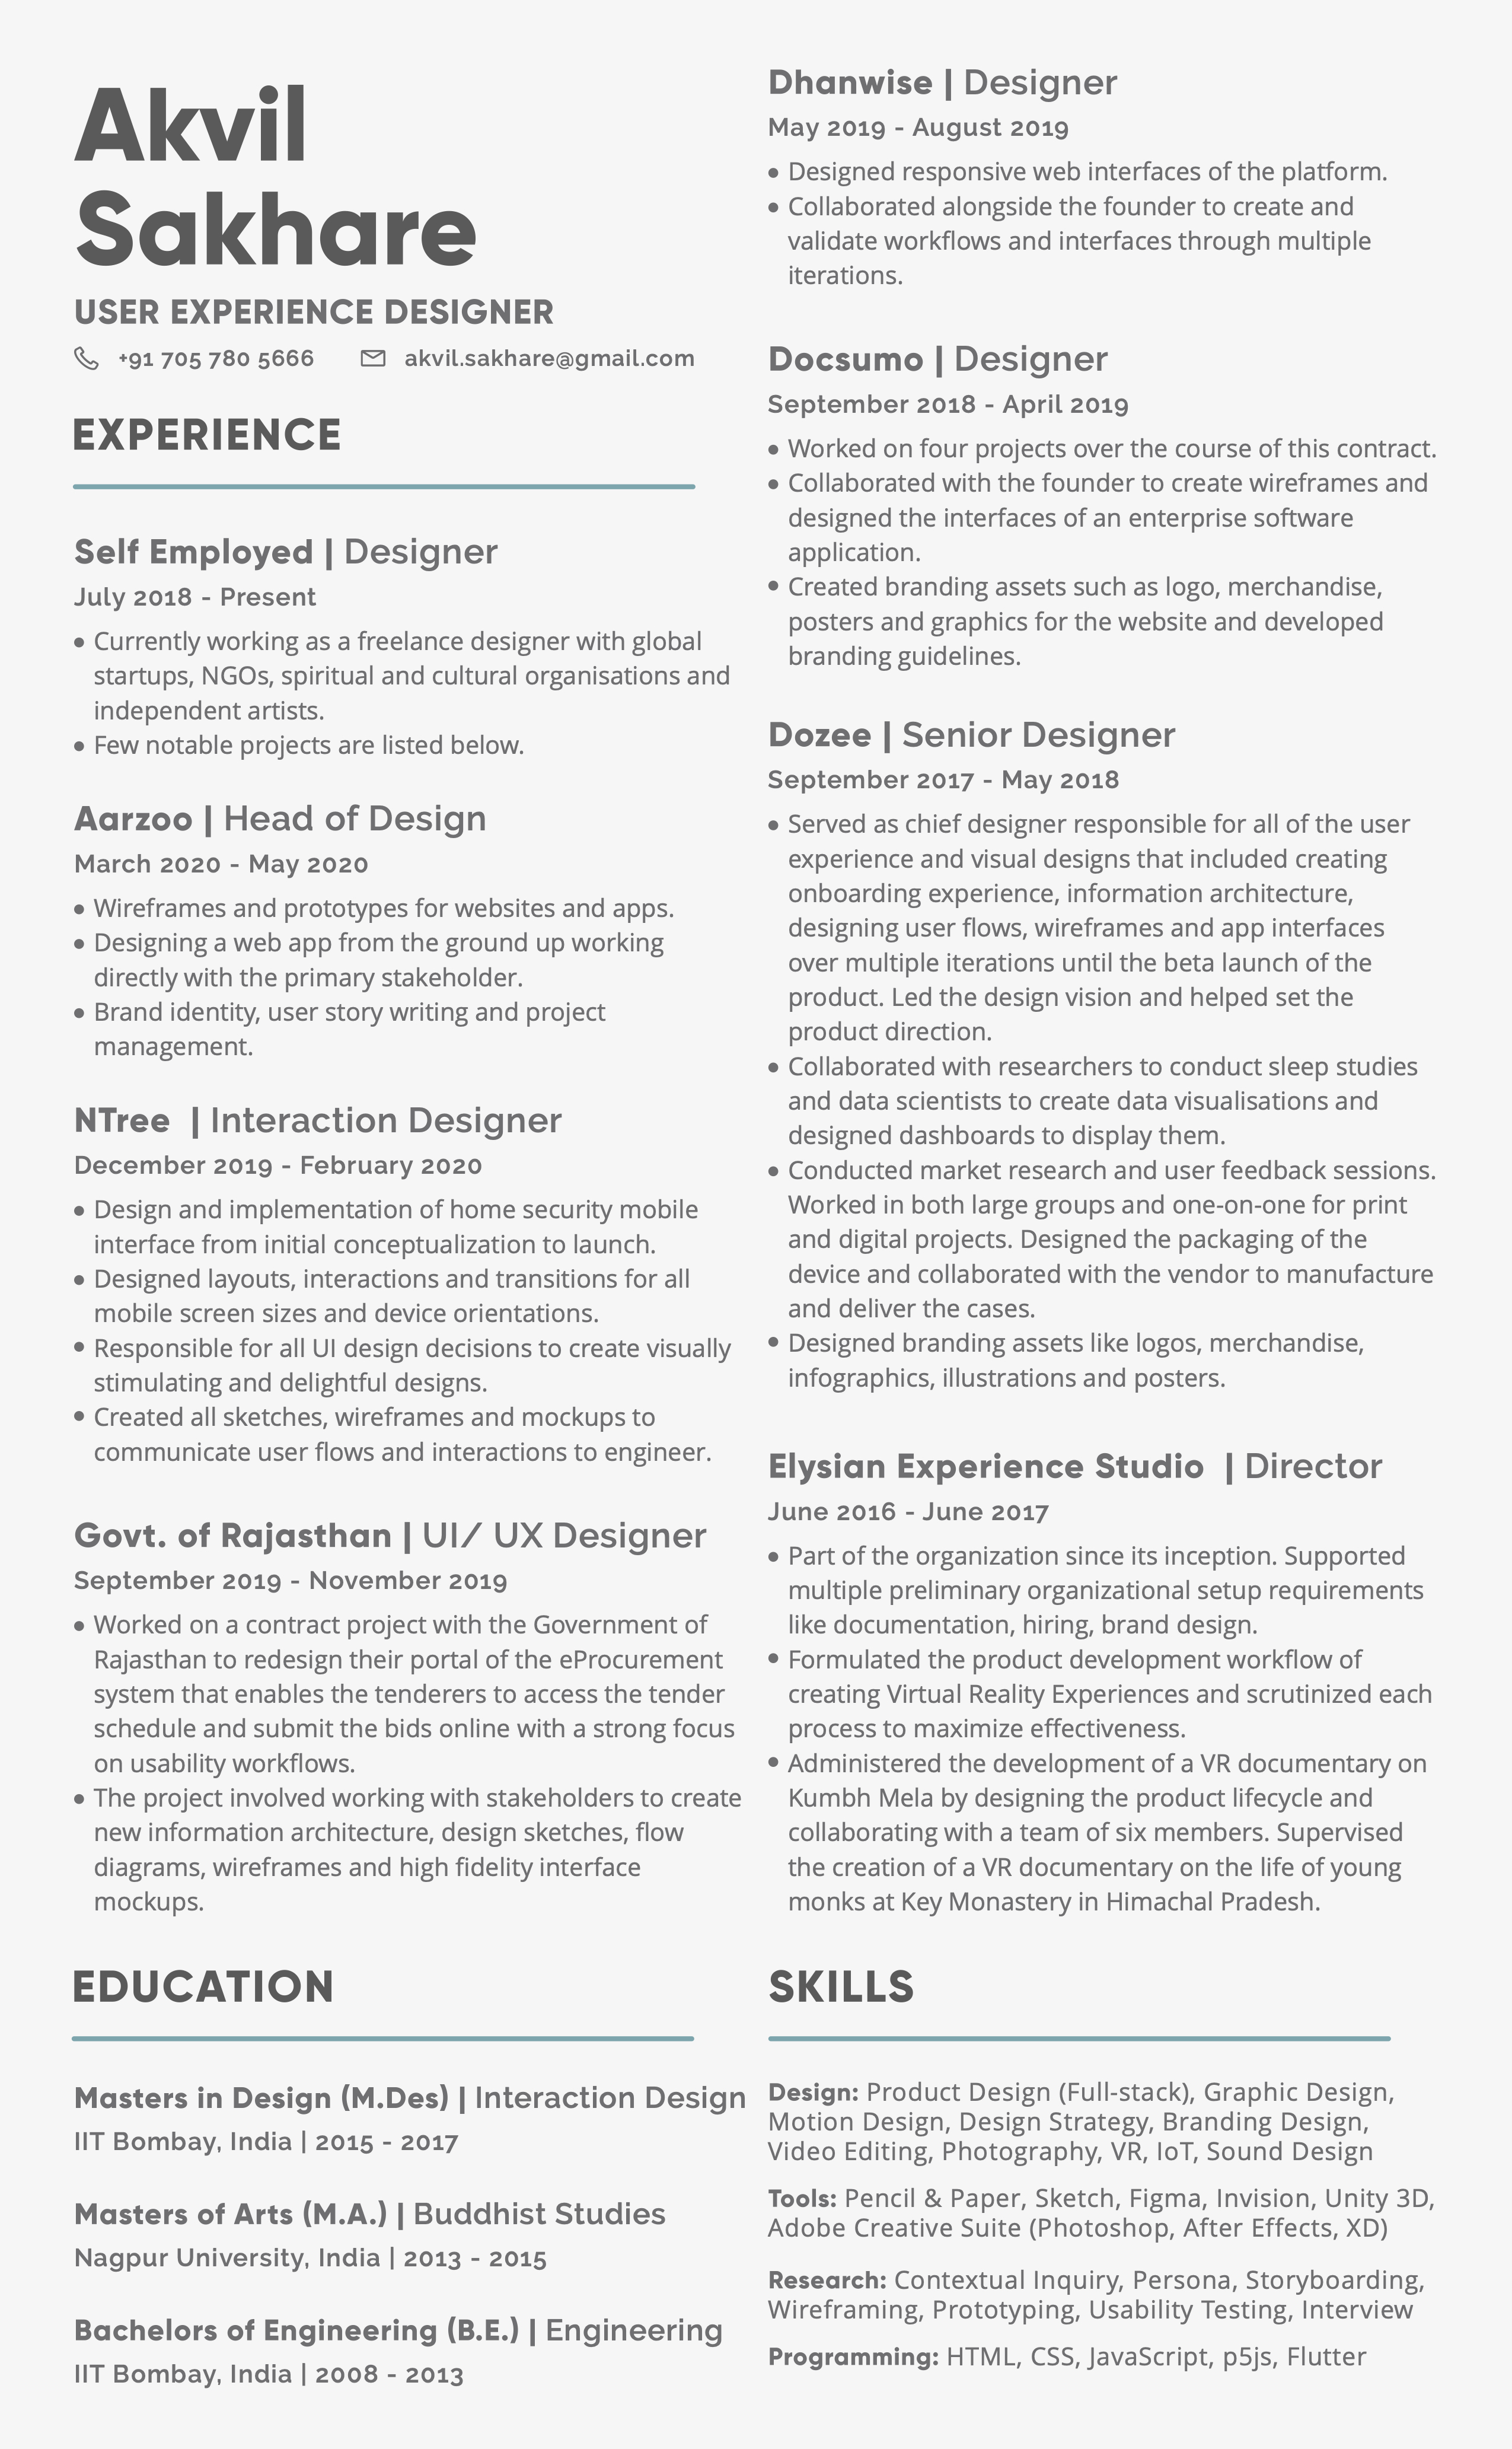 Akvil
Sakhare
USER EXPERIENCE DESIGNER
+91 705 780 5666 akvil.sakhare@gmail.com
EXPERIENCE
Self Employed | Designer
July 2018 - Present
• Currently working as a freelance designer with global
startups, NGOs, spiritual and cultural organisations and
independent artists.
• Few notable projects are listed below.
Aarzoo | Head of Design
March 2020 - May 2020
• Wireframes and prototypes for websites and apps.
• Designing a web app from the ground up working
directly with the primary stakeholder.
• Brand identity, user story writing and project
management.
NTree | Interaction Designer
December 2019 - February 2020
• Design and implementation of home security mobile
interface from initial conceptualization to launch.
• Designed layouts, interactions and transitions for all
mobile screen sizes and device orientations.
• Responsible for all UI design decisions to create visually
stimulating and delightful designs.
• Created all sketches, wireframes and mockups to
communicate user flows and interactions to engineer.
Govt. of Rajasthan | UI/ UX Designer
September 2019 - November 2019
• Worked on a contract project with the Government of
Rajasthan to redesign their portal of the eProcurement
system that enables the tenderers to access the tender
schedule and submit the bids online with a strong focus
on usability workflows.
• The project involved working with stakeholders to create
new information architecture, design sketches, flow
diagrams, wireframes and high fidelity interface
mockups.
Dhanwise | Designer
May 2019 - August 2019
• Designed responsive web interfaces of the platform.
• Collaborated alongside the founder to create and
validate workflows and interfaces through multiple
iterations.
Docsumo | Designer
September 2018 - April 2019
• Worked on four projects over the course of this contract.
• Collaborated with the founder to create wireframes and
designed the interfaces of an enterprise software
application.
• Created branding assets such as logo, merchandise,
posters and graphics for the website and developed
branding guidelines.
Dozee | Senior Designer
September 2017 - May 2018
• Served as chief designer responsible for all of the user
experience and visual designs that included creating
onboarding experience, information architecture,
designing user flows, wireframes and app interfaces
over multiple iterations until the beta launch of the
product. Led the design vision and helped set the
product direction.
• Collaborated with researchers to conduct sleep studies
and data scientists to create data visualisations and
designed dashboards to display them.
• Conducted market research and user feedback sessions.
Worked in both large groups and one-on-one for print
and digital projects. Designed the packaging of the
device and collaborated with the vendor to manufacture
and deliver the cases.
• Designed branding assets like logos, merchandise,
infographics, illustrations and posters.
Elysian Experience Studio | Director
June 2016 - June 2017
• Part of the organization since its inception. Supported
multiple preliminary organizational setup requirements
like documentation, hiring, brand design.
• Formulated the product development workflow of
creating Virtual Reality Experiences and scrutinized each
process to maximize effectiveness.
• Administered the development of a VR documentary on
Kumbh Mela by designing the product lifecycle and
collaborating with a team of six members. Supervised
the creation of a VR documentary on the life of young
monks at Key Monastery in Himachal Pradesh.
EDUCATION
Masters in Design (M.Des) | Interaction Design
IIT Bombay, India | 2015 - 2017
Masters of Arts (M.A.) | Buddhist Studies
Nagpur University, India | 2013 - 2015
Bachelors of Engineering (B.E.) | Engineering
IIT Bombay, India | 2008 - 2013
SKILLS
Design: Product Design (Full-stack), Graphic Design,
Motion Design, Design Strategy, Branding Design,
Video Editing, Photography, VR, IoT, Sound Design
Tools: Pencil & Paper, Sketch, Figma, Invision, Unity 3D,
Adobe Creative Suite (Photoshop, After Effects, XD)
Research: Contextual Inquiry, Persona, Storyboarding,
Wireframing, Prototyping, Usability Testing, Interview
Programming: HTML, CSS, JavaScript, p5js, Flutter